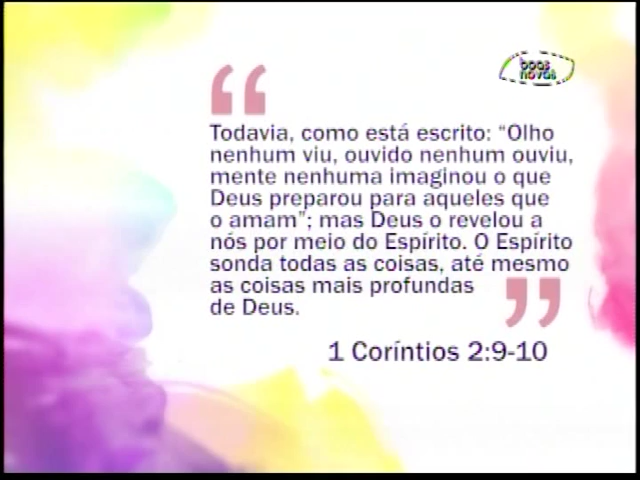 boas
novas
Todavia, como está escrito: “Olho
nenhum viu, ouvido nenhum ouviu,
mente nenhuma imaginou o que
Deus preparou para aqueles que
o amam”; mas Deus o revelou a
nós por meio do Espírito. O Espírito
sonda todas as coisas, até mesmo
as coisas mais profundas
de Deus.
1 Coríntios 2:9-10